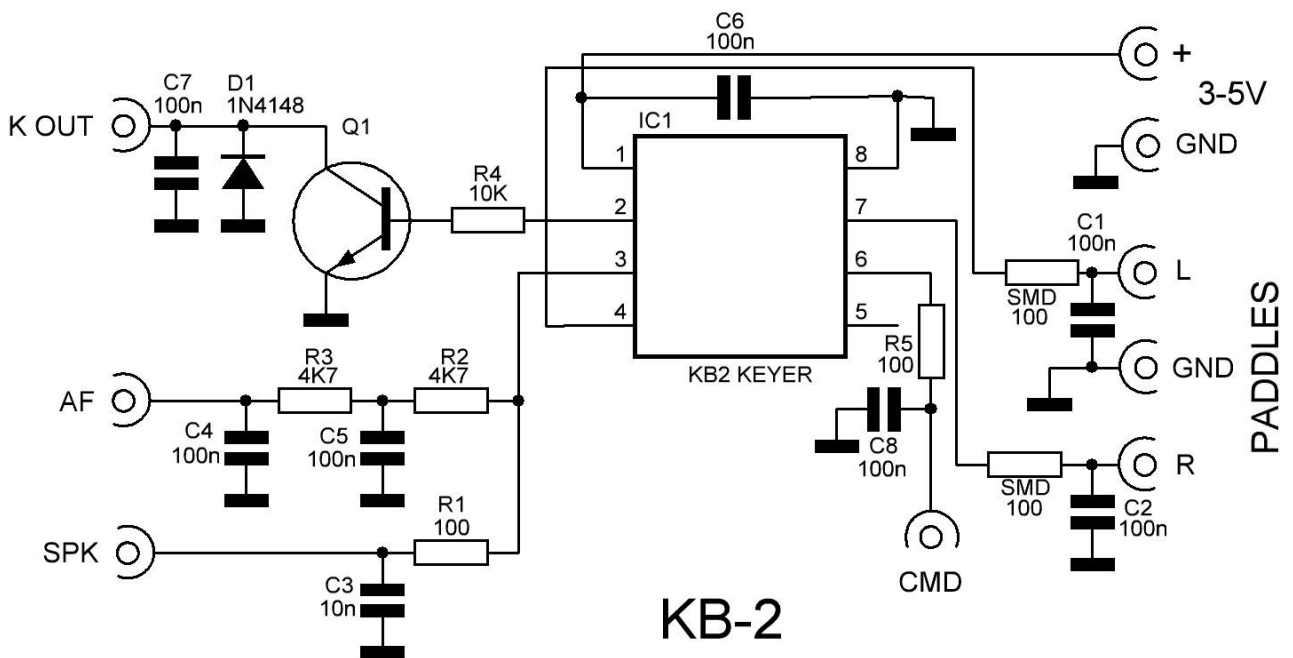 C6
100n
+
3-5V
C7
100n
D1
1N4148
K OUT
Q1
IC1
GND
1
8
R4
10K
2
7
C1
100n
3
6
L
SMD
100
4
5
R5
100
KB2 KEYER
GND
PADDLES
R3
4K7
R2
4K7
AF
C4
100n
C5
100n
C8
100n
R
SMD
100
C2
100n
R1
100
SPK
C3
10n
CMD
KB-2